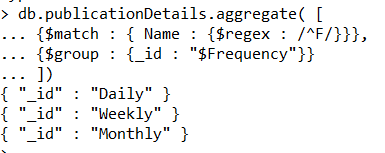 > db.publicationDetails.aggregate( [
... {$match : { Name : {$regex : /^F/}}},
... {$group : {_id : "$Frequency"}}
... ])
{ "_id" : "Daily" }
{ "_id" : "Weekly" }
{ "_id" : "Monthly" }